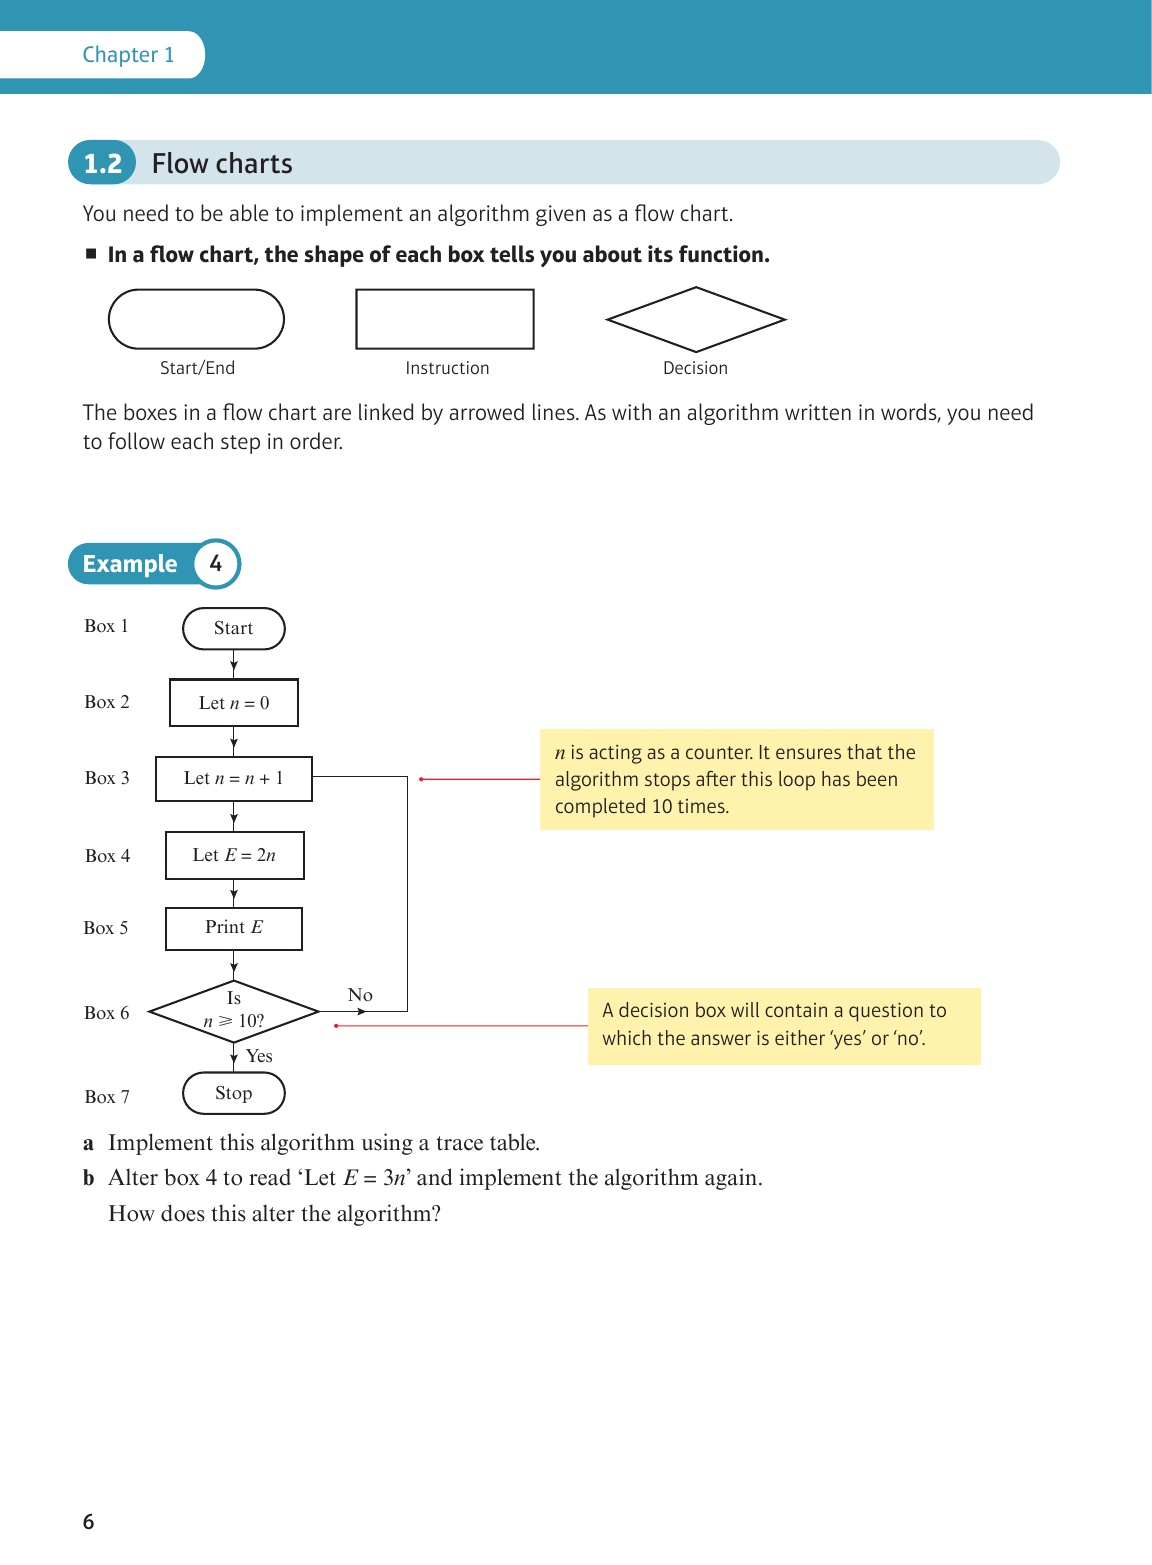 Chapter 1
1.2 Flow charts
You need to be able to implement an algorithm given as a flow chart.
■ In a flow chart, the shape of each box tells you about its function.
Start/End
Instruction
Decision
The boxes in a flow chart are linked by arrowed lines. As with an algorithm written in words, you need
to follow each step in order.
Example 4
Box 1
Start
Box 2
Let n = 0
Box 3
Let n = n + 1
n is acting as a counter. It ensures that the
algorithm stops after this loop has been
completed 10 times.
Box 4
Let E = 2n
Box 5
Print E
Box 6
Is
n ⩾ 10?
No
A decision box will contain a question to
which the answer is either ‘yes’ or ‘no’.
Yes
Box 7
Stop
a Implement this algorithm using a trace table.
b Alter box 4 to read ‘Let E = 3n’ and implement the algorithm again.
How does this alter the algorithm?
6